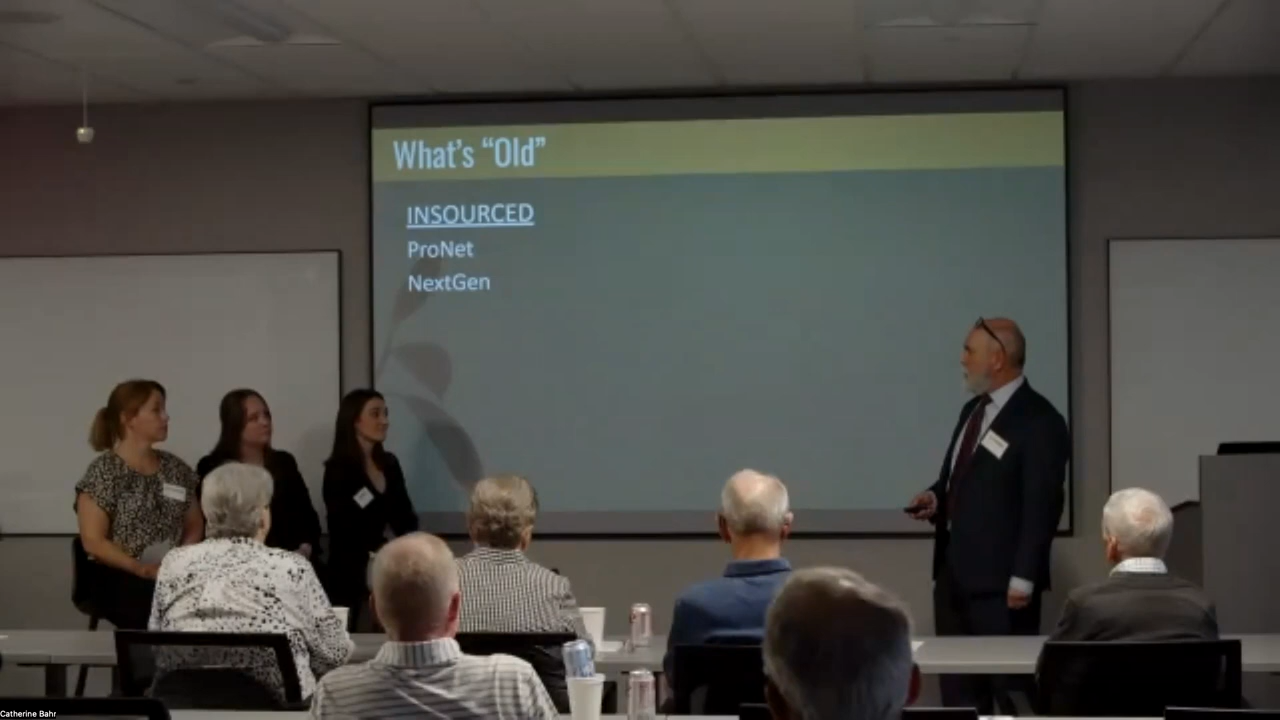 What's “Old”
INSOURCED
ProNet
NextGen
Catherine Bahr